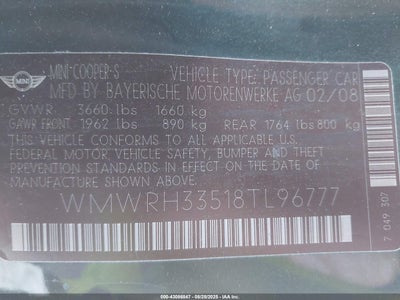 MINI
MINI-COOPER-S
VEHICLE TYPE: PASSENGER CAR
MFD BY BAYERISCHE MOTORENWERKE AG 02/08
GVWR 3660 lbs 1660 kg
GAWR FRONT 1962 lbs 890 kg REAR 1764 lbs 800 kg
THIS VEHICLE CONFORMS TO ALL APPLICABLE U.S.
FEDERAL MOTOR VEHICLE SAFETY, BUMPER AND THEFT
PREVENTION STANDARDS IN EFFECT ON THE DATE OF
MANUFACTURE SHOWN ABOVE.
WMWRH33518TL96777
7 049 307
000-43086847 - 08/28/2025 - IAA Inc.